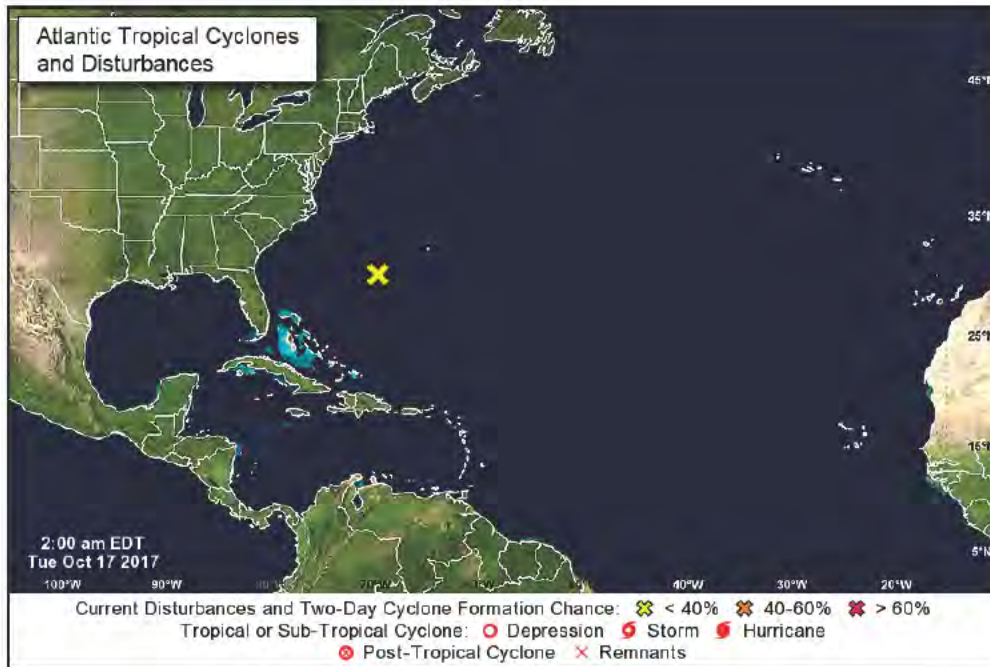 Atlantic Tropical Cyclones
and Disturbances
45°N
35°N
25°N
15°N
5°N
2:00 am EDT
Tue Oct 17 2017
100°W 90°W 70°W 40°W 30°W 20°W
Current Disturbances and Two-Day Cyclone Formation Chance: < 40% 40-60% > 60%
Tropical or Sub-Tropical Cyclone: Depression Storm Hurricane
Post-Tropical Cyclone Remnants